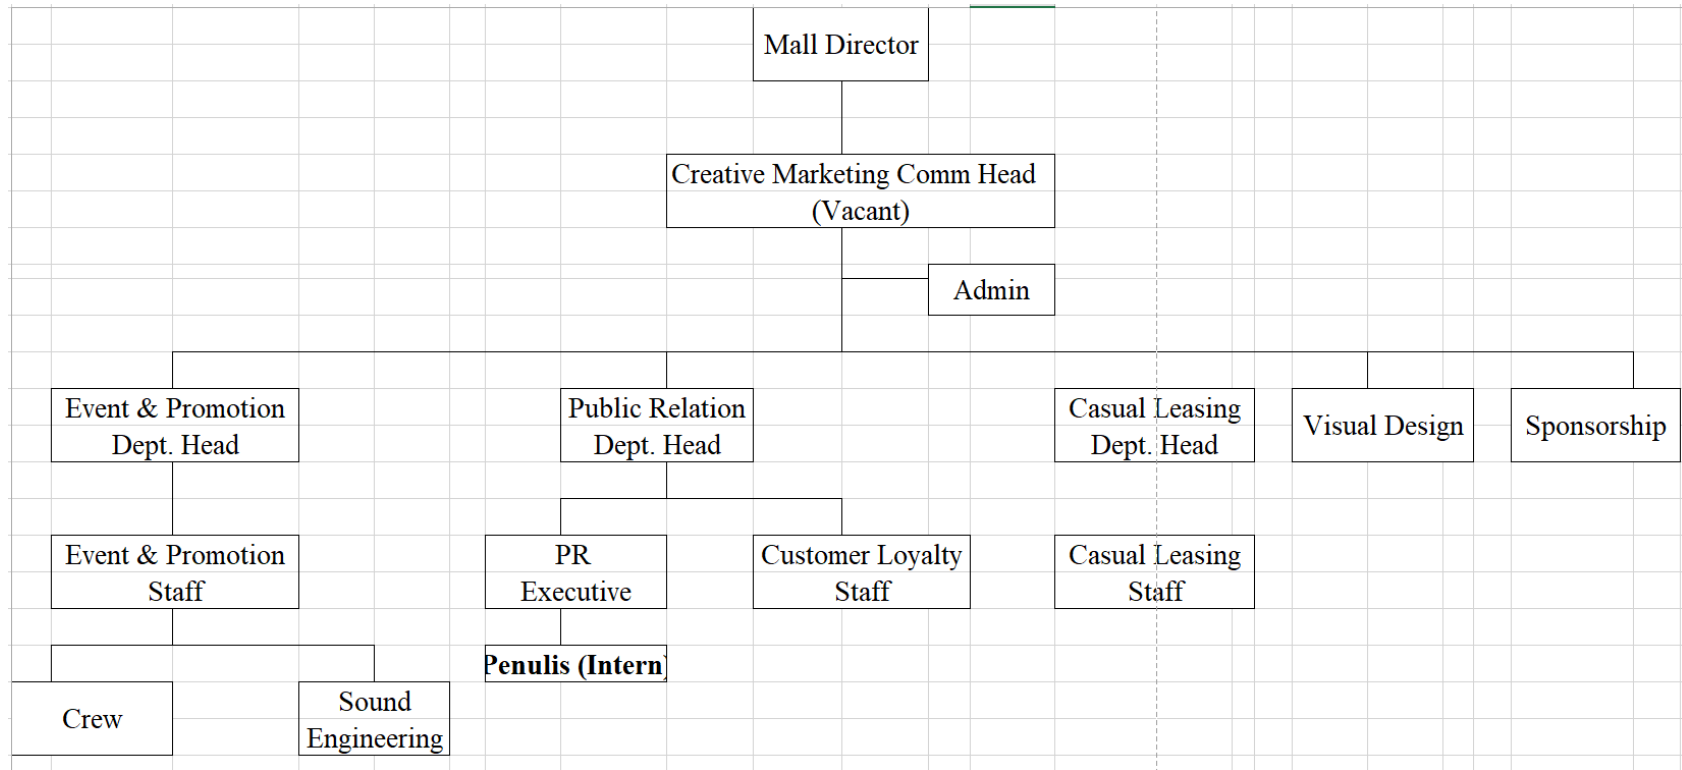 Mall Director
Creative Marketing Comm Head
(Vacant)
Admin
Event & Promotion
Dept. Head
Public Relation
Dept. Head
Casual Leasing
Dept. Head
Visual Design
Sponsorship
Event & Promotion
Staff
PR
Executive
Customer Loyalty
Staff
Casual Leasing
Staff
Penulis (Intern)
Crew
Sound
Engineering